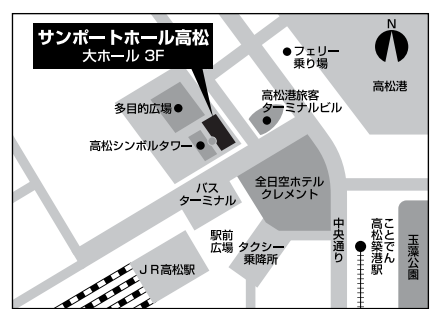 サンポートホール高松
大ホール 3F
N
フェリー
乗り場
高松港
多目的広場
高松港旅客
ターミナルビル
高松シンボルタワー
バス
ターミナル
全日空ホテル
クレメント
駅前
広場
タクシー
乗降所
中央通り
ことでん
高松築港駅
玉藻公園
JR高松駅